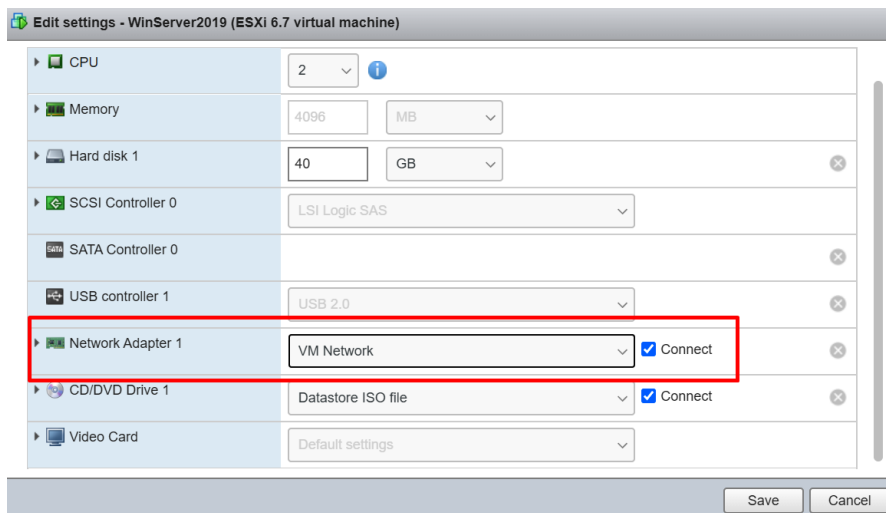 Edit settings - WinServer2019 (ESXi 6.7 virtual machine)
CPU 2
Memory 4096 MB
Hard disk 1 40 GB
SCSI Controller 0 LSI Logic SAS
SATA SATA Controller 0
USB controller 1 USB 2.0
Network Adapter 1 VM Network Connect
CD/DVD Drive 1 Datastore ISO file Connect
Video Card Default settings
Save Cancel